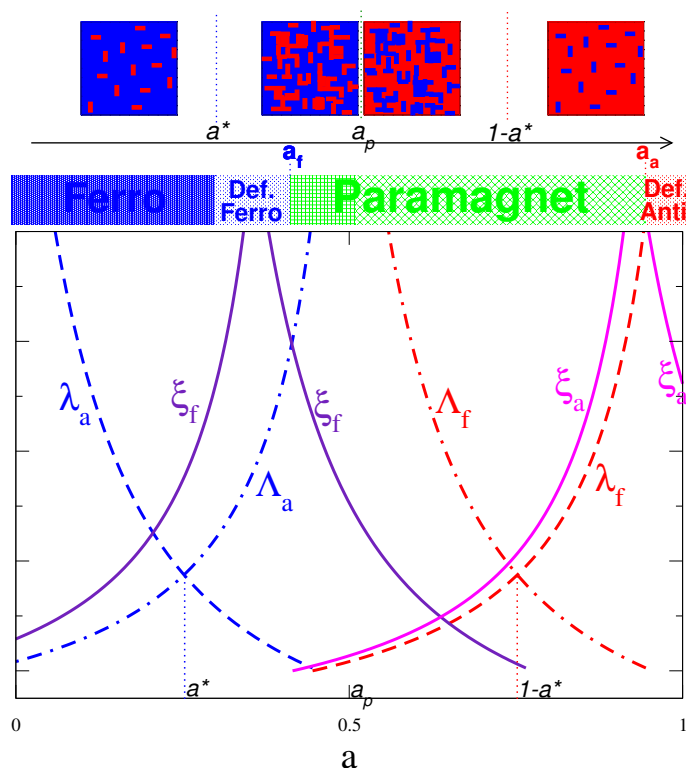 a* a_p 1-a*
a_f a_a
Ferro Def. Ferro Paramagnet Def. Anti
λ_a ξ_f ξ_f Λ_f ξ_a ξ_a
Λ_a λ_f
a* a_p 1-a*
0 0.5 1
a